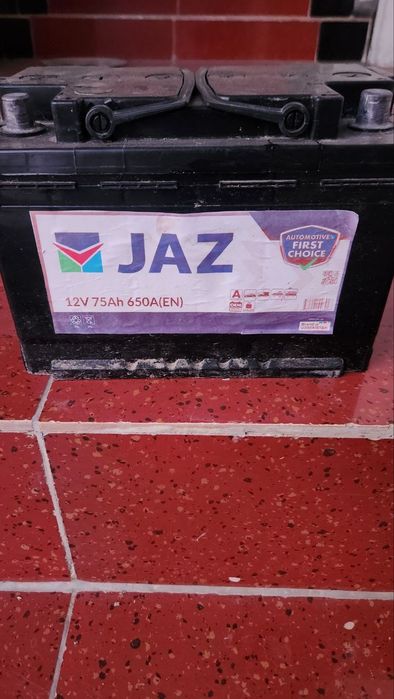 JAZ
AUTOMOTIVE'S
FIRST
CHOICE
12V 75Ah 650A(EN)
A